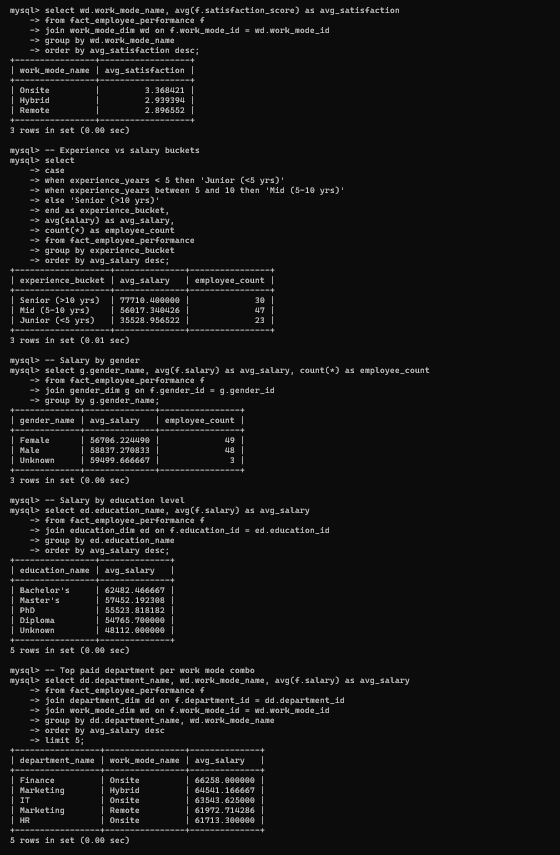 mysql> select wd.work_mode_name, avg(f.satisfaction_score) as avg_satisfaction
    -> from fact_employee_performance f
    -> join work_mode_dim wd on f.work_mode_id = wd.work_mode_id
    -> group by wd.work_mode_name
    -> order by avg_satisfaction desc;
+----------------+------------------+
| work_mode_name | avg_satisfaction |
+----------------+------------------+
| Onsite         |         3.368421 |
| Hybrid         |         2.939394 |
| Remote         |         2.896552 |
+----------------+------------------+
3 rows in set (0.00 sec)

mysql> -- Experience vs salary buckets
mysql> select
    -> case
    -> when experience_years < 5 then 'Junior (<5 yrs)'
    -> when experience_years between 5 and 10 then 'Mid (5-10 yrs)'
    -> else 'Senior (>10 yrs)'
    -> end as experience_bucket,
    -> avg(salary) as avg_salary,
    -> count(*) as employee_count
    -> from fact_employee_performance
    -> group by experience_bucket
    -> order by avg_salary desc;
+-------------------+--------------+----------------+
| experience_bucket | avg_salary   | employee_count |
+-------------------+--------------+----------------+
| Senior (>10 yrs)  | 77710.400000 |             30 |
| Mid (5-10 yrs)    | 56017.340426 |             47 |
| Junior (<5 yrs)   | 35528.956522 |             23 |
+-------------------+--------------+----------------+
3 rows in set (0.01 sec)

mysql> -- Salary by gender
mysql> select g.gender_name, avg(f.salary) as avg_salary, count(*) as employee_count
    -> from fact_employee_performance f
    -> join gender_dim g on f.gender_id = g.gender_id
    -> group by g.gender_name;
+-------------+--------------+----------------+
| gender_name | avg_salary   | employee_count |
+-------------+--------------+----------------+
| Female      | 56706.224490 |             49 |
| Male        | 58837.270833 |             48 |
| Unknown     | 59499.666667 |              3 |
+-------------+--------------+----------------+
3 rows in set (0.00 sec)

mysql> -- Salary by education level
mysql> select ed.education_name, avg(f.salary) as avg_salary
    -> from fact_employee_performance f
    -> join education_dim ed on f.education_id = ed.education_id
    -> group by ed.education_name
    -> order by avg_salary desc;
+----------------+--------------+
| education_name | avg_salary   |
+----------------+--------------+
| Bachelor's     | 62482.466667 |
| Master's       | 57452.192308 |
| PhD            | 55523.818182 |
| Diploma        | 54765.700000 |
| Unknown        | 48112.000000 |
+----------------+--------------+
5 rows in set (0.00 sec)

mysql> -- Top paid department per work mode combo
mysql> select dd.department_name, wd.work_mode_name, avg(f.salary) as avg_salary
    -> from fact_employee_performance f
    -> join department_dim dd on f.department_id = dd.department_id
    -> join work_mode_dim wd on f.work_mode_id = wd.work_mode_id
    -> group by dd.department_name, wd.work_mode_name
    -> order by avg_salary desc
    -> limit 5;
+-----------------+----------------+--------------+
| department_name | work_mode_name | avg_salary   |
+-----------------+----------------+--------------+
| Finance         | Onsite         | 66258.000000 |
| Marketing       | Hybrid         | 64541.166667 |
| IT              | Onsite         | 63543.625000 |
| Marketing       | Remote         | 61972.714286 |
| HR              | Onsite         | 61713.300000 |
+-----------------+----------------+--------------+
5 rows in set (0.00 sec)